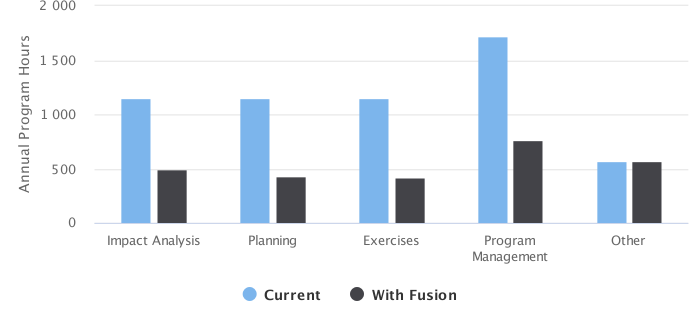 2 000
1 500
1 000
500
0
Annual Program Hours
Impact Analysis
Planning
Exercises
Program
Management
Other
Current
With Fusion